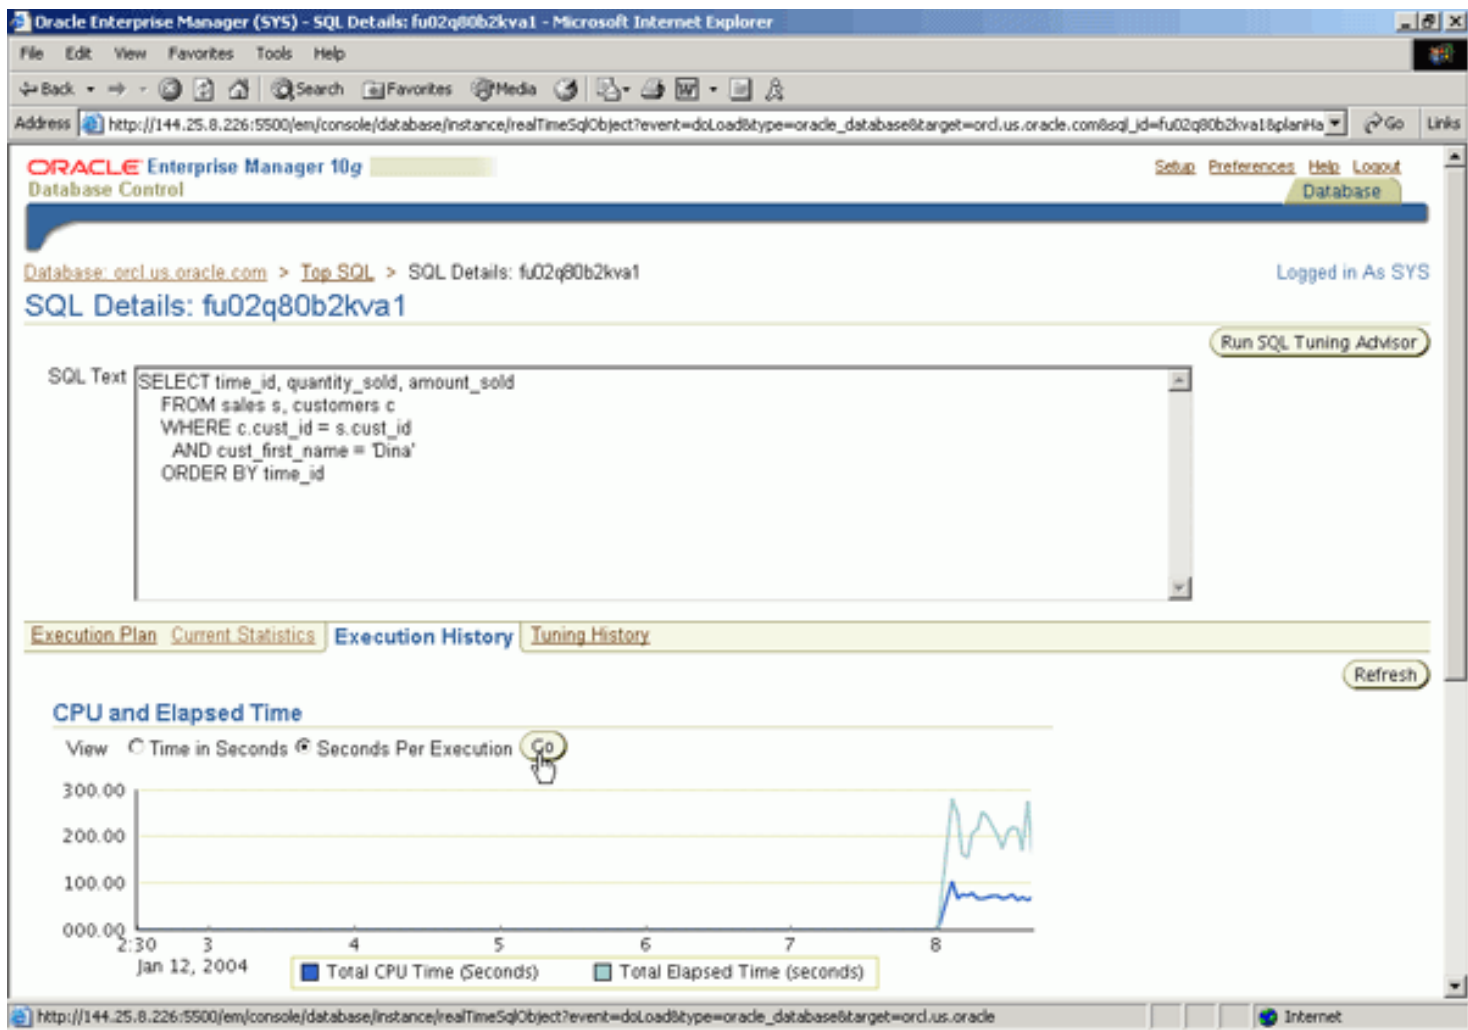 Oracle Enterprise Manager (SYS) - SQL Details: fu02q80b2kva1 - Microsoft Internet Explorer
File Edit View Favorites Tools Help
Back Search Favorites Media
Address http://144.25.8.226:5500/em/console/database/instance/realTimeSqlObject?event=doLoad&type=oracle_database&target=orcl.us.oracle.com&sql_id=fu02q80b2kva1&planHa Go Links
ORACLE Enterprise Manager 10g
Setup Preferences Help Logout
Database Control
Database
Database: orcl.us.oracle.com > Top SQL > SQL Details: fu02q80b2kva1
Logged in As SYS
SQL Details: fu02q80b2kva1
Run SQL Tuning Advisor
SQL Text
SELECT time_id, quantity_sold, amount_sold
FROM sales s, customers c
WHERE c.cust_id = s.cust_id
AND cust_first_name = 'Dina'
ORDER BY time_id
Execution Plan Current Statistics Execution History Tuning History
Refresh
CPU and Elapsed Time
View Time in Seconds Seconds Per Execution Go
300.00
200.00
100.00
000.00
2:30 3 4 5 6 7 8
Jan 12, 2004
Total CPU Time (Seconds) Total Elapsed Time (seconds)
http://144.25.8.226:5500/em/console/database/instance/realTimeSqlObject?event=doLoad&type=oracle_database&target=orcl.us.oracle
Internet